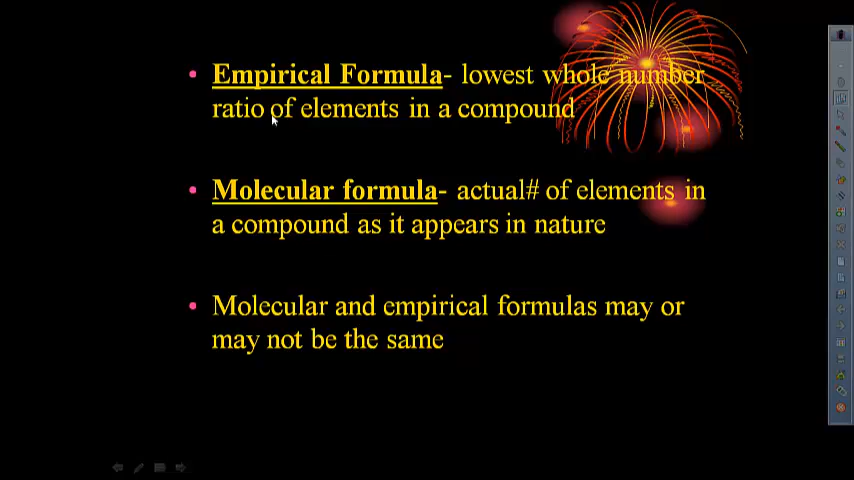 • Empirical Formula- lowest whole number
ratio of elements in a compound
• Molecular formula- actual# of elements in
a compound as it appears in nature
• Molecular and empirical formulas may or
may not be the same